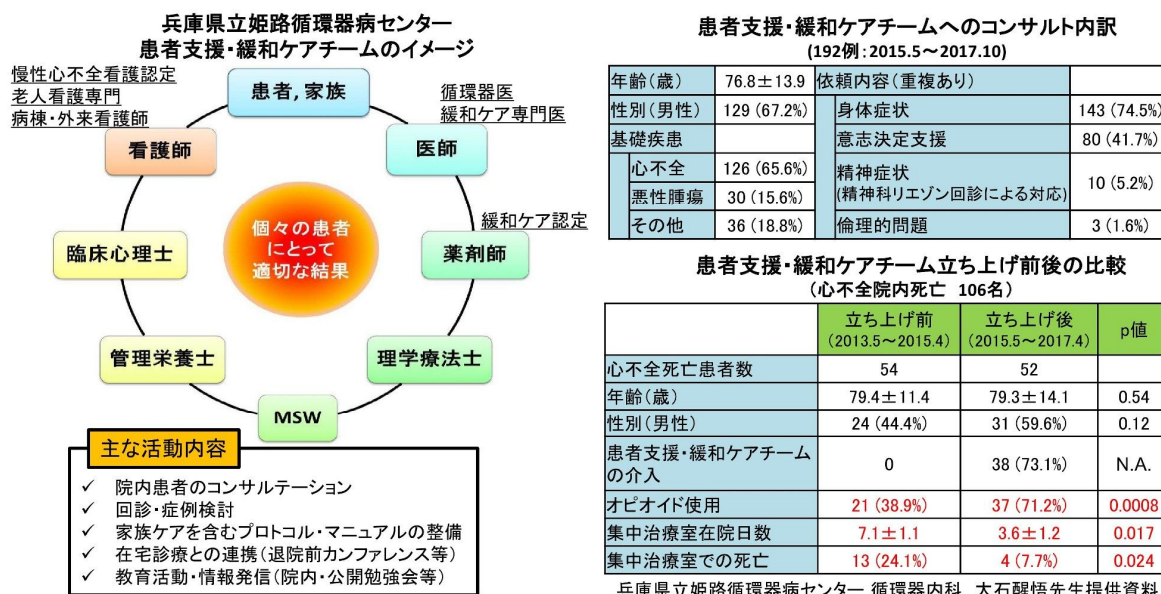 兵庫県立姫路循環器病センター
患者支援・緩和ケアチームのイメージ
慢性心不全看護認定
老人看護専門
病棟・外来看護師
患者,家族
循環器医
緩和ケア専門医
看護師
医師
個々の患者
にとって
適切な結果
緩和ケア認定
臨床心理士
薬剤師
管理栄養士
理学療法士
MSW
主な活動内容
✓ 院内患者のコンサルテーション
✓ 回診・症例検討
✓ 家族ケアを含むプロトコル・マニュアルの整備
✓ 在宅診療との連携(退院前カンファレンス等)
✓ 教育活動・情報発信(院内・公開勉強会等)
患者支援・緩和ケアチームへのコンサルト内訳
(192例:2015.5~2017.10)
年齢(歳) 76.8±13.9 依頼内容(重複あり)
性別(男性) 129 (67.2%) 身体症状 143 (74.5%)
基礎疾患 意志決定支援 80 (41.7%)
心不全 126 (65.6%) 精神症状
(精神科リエゾン回診による対応) 10 (5.2%)
悪性腫瘍 30 (15.6%)
その他 36 (18.8%) 倫理的問題 3 (1.6%)
患者支援・緩和ケアチーム立ち上げ前後の比較
(心不全院内死亡 106名)
立ち上げ前 立ち上げ後 p値
(2013.5~2015.4) (2015.5~2017.4)
心不全死亡患者数 54 52
年齢(歳) 79.4±11.4 79.3±14.1 0.54
性別(男性) 24 (44.4%) 31 (59.6%) 0.12
患者支援・緩和ケアチーム
の介入 0 38 (73.1%) N.A.
オピオイド使用 21 (38.9%) 37 (71.2%) 0.0008
集中治療室在院日数 7.1±1.1 3.6±1.2 0.017
集中治療室での死亡 13 (24.1%) 4 (7.7%) 0.024
兵庫県立姫路循環器病センター 循環器内科 大石醒悟先生提供資料